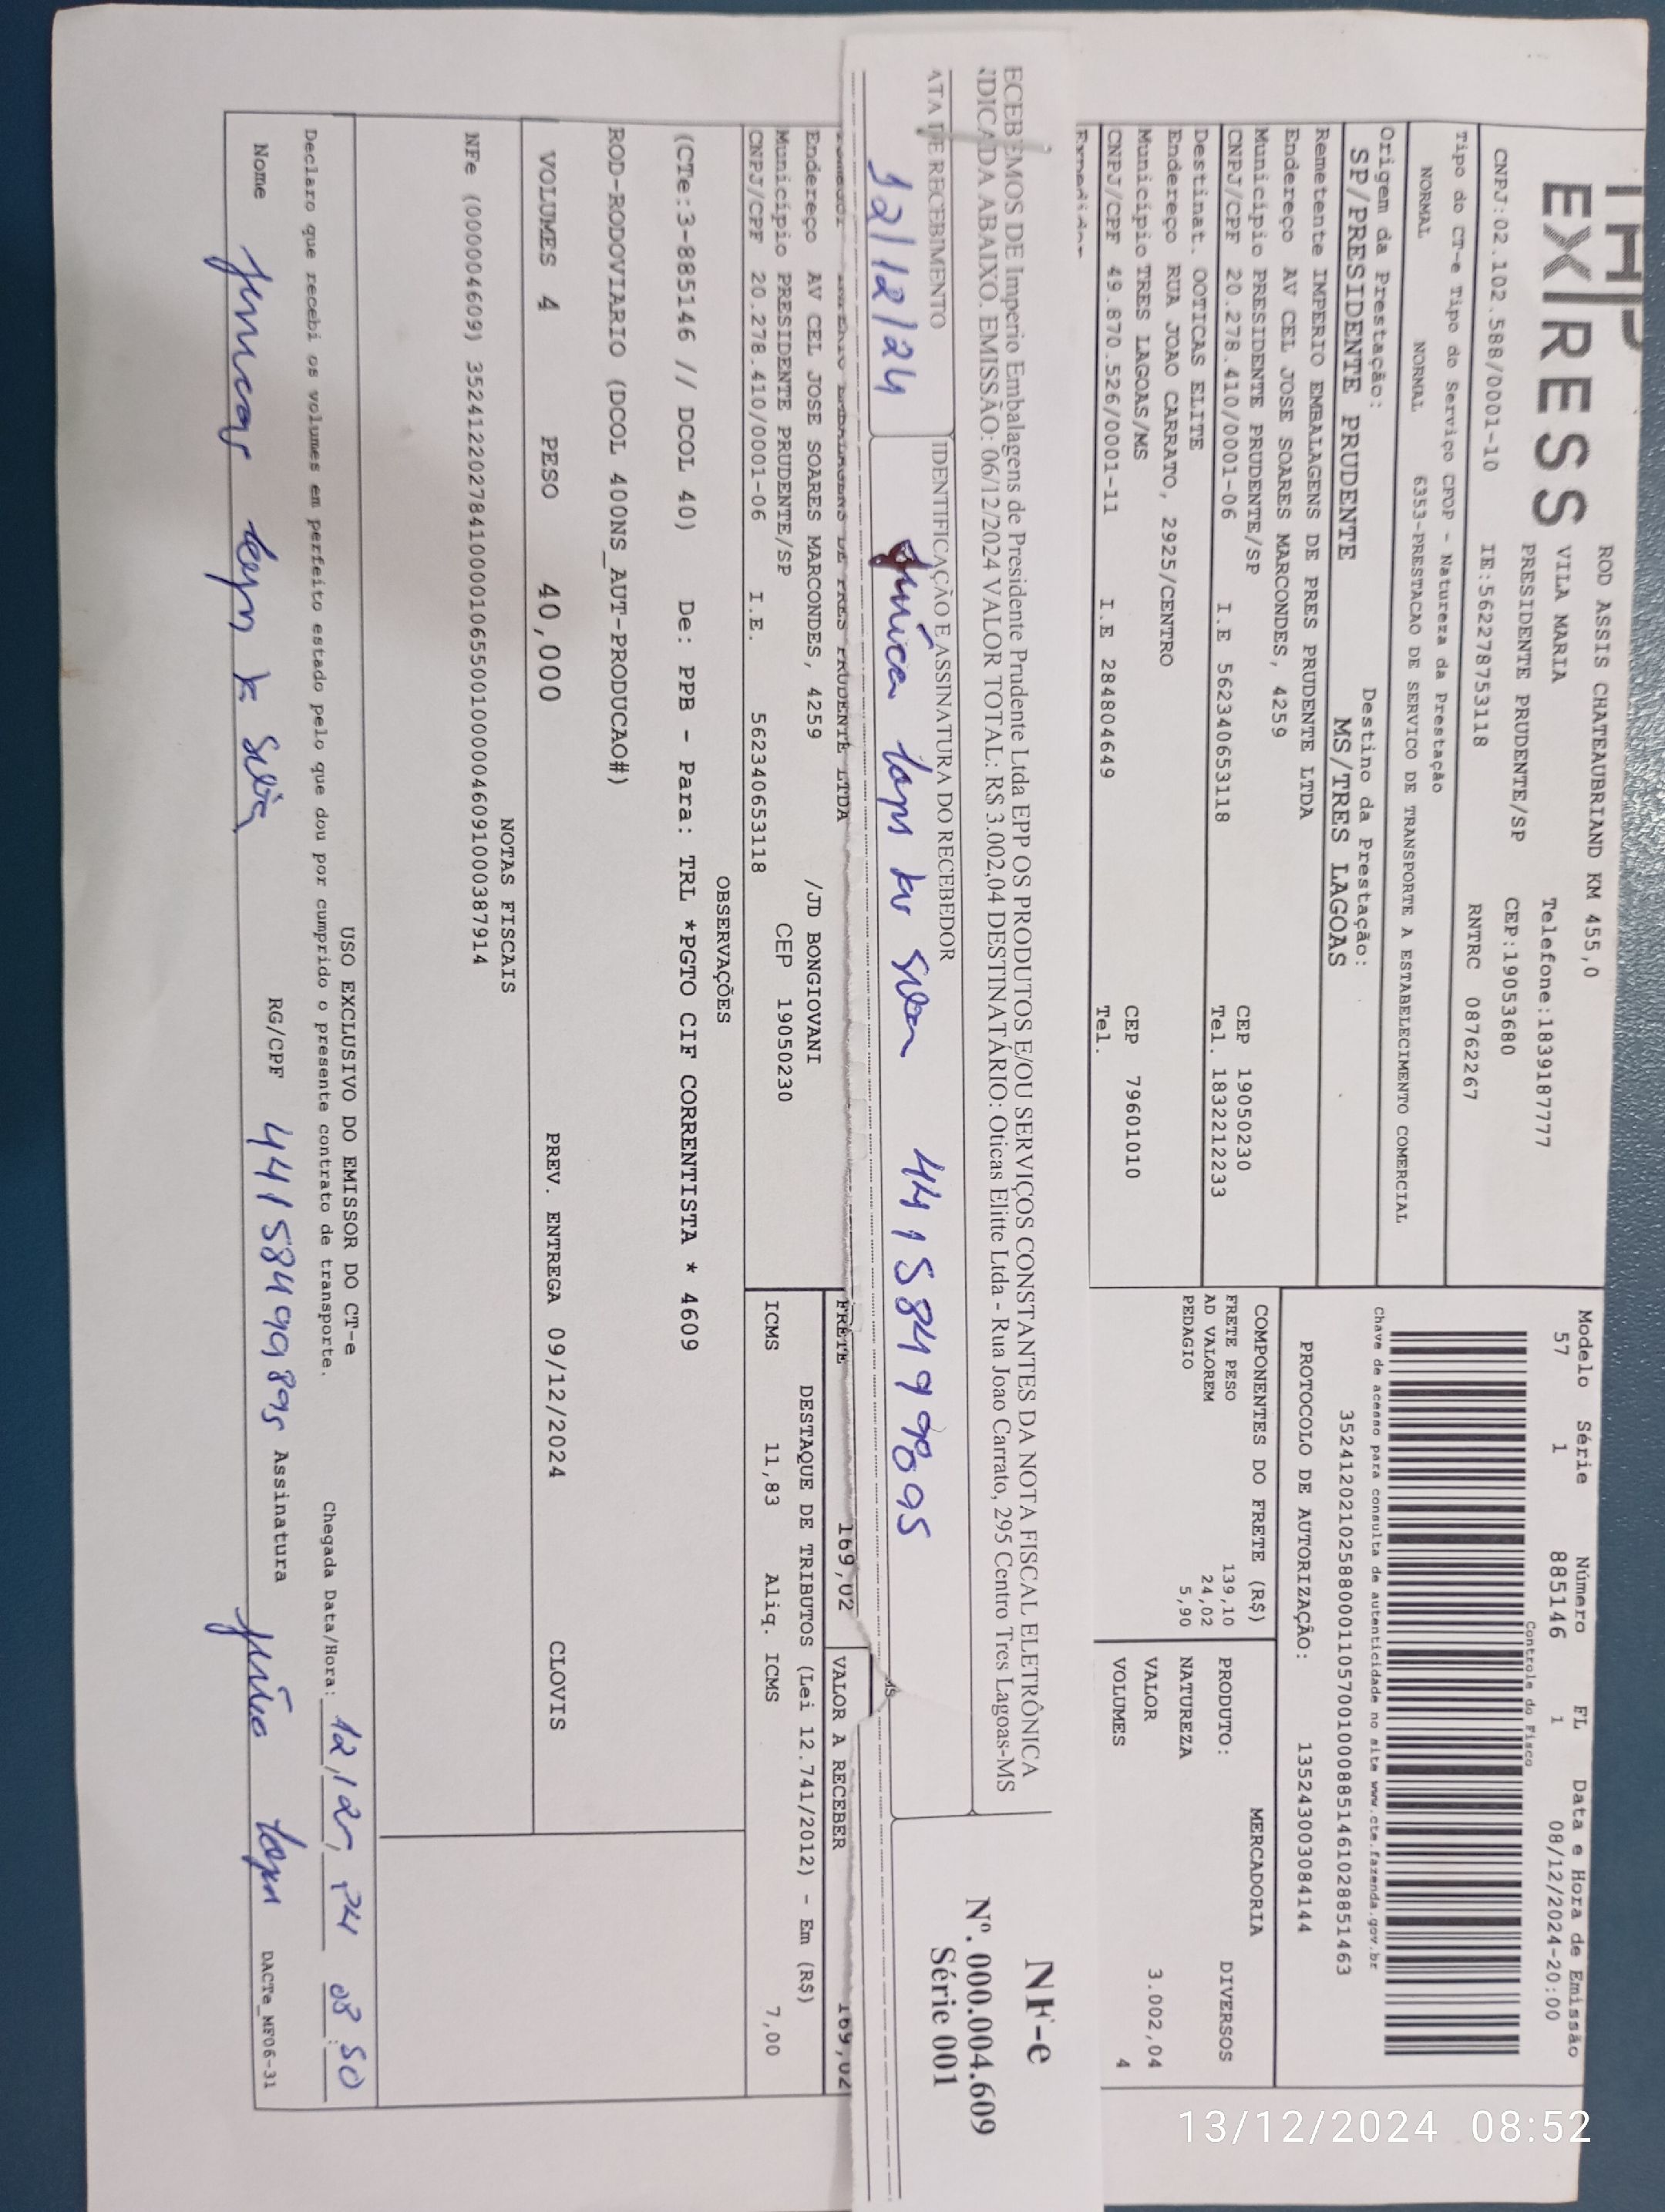 EXPRESS
CNPJ:02.102.588/0001-10
ROD ASSIS CHATEAUBRIAND KM 455,0
VILA MARIA
PRESIDENTE PRUDENTE/SP
IE:562278753118
Telefone:1839187777
CEP:19053680
RNTRC 08762267
Modelo Série Número FL Data e Hora de Emissão
57 1 885146 1 08/12/2024-20:00
Controle do Fisco
Tipo do CT-e Tipo do Serviço CFOP - Natureza da Prestação
NORMAL NORMAL 6353-PRESTACAO DE SERVICO DE TRANSPORTE A ESTABELECIMENTO COMERCIAL
Chave de acesso para consulta de autenticidade no site www.cte.fazenda.gov.br
35241202102588000110570010008851461028851463
Origem da Prestação: Destino da Prestação:
SP/PRESIDENTE PRUDENTE MS/TRES LAGOAS
PROTOCOLO DE AUTORIZAÇÃO: 135243003084144
Remetente IMPERIO EMBALAGENS DE PRES PRUDENTE LTDA
Endereço AV CEL JOSE SOARES MARCONDES, 4259
Município PRESIDENTE PRUDENTE/SP CEP 19050230
CNPJ/CPF 20.278.410/0001-06 I.E 562340653118 Tel. 1832212233
Destinat. OOTICAS ELITE
Endereço RUA JOAO CARRATO, 2925/CENTRO
Município TRES LAGOAS/MS CEP 79601010
CNPJ/CPF 49.870.526/0001-11 I.E 284804649 Tel.
COMPONENTES DO FRETE (R$)
FRETE PESO 139,10
AD VALOREM 24,02
PEDAGIO 5,90
MERCADORIA
PRODUTO: DIVERSOS
NATUREZA
VALOR 3.002,04
VOLUMES 4
ECEBEMOS DE Imperio Embalagens de Presidente Prudente Ltda EPP OS PRODUTOS E/OU SERVIÇOS CONSTANTES DA NOTA FISCAL ELETRÔNICA
NDICADA ABAIXO. EMISSÃO: 06/12/2024 VALOR TOTAL: R$ 3.002,04 DESTINATÁRIO: Oticas Elitte Ltda - Rua Joao Carrato, 295 Centro Tres Lagoas-MS
ATA DE RECEBIMENTO IDENTIFICAÇÃO E ASSINATURA DO RECEBEDOR
12/12/24 44158499895
NF-e
Nº. 000.004.609
Série 001
FRETE 169,02 VALOR A RECEBER 169,02
Endereço AV CEL JOSE SOARES MARCONDES, 4259 /JD BONGIOVANI
Município PRESIDENTE PRUDENTE/SP CEP 19050230
CNPJ/CPF 20.278.410/0001-06 I.E. 562340653118
DESTAQUE DE TRIBUTOS (Lei 12.741/2012) - Em (R$)
ICMS 11,83 Aliq. ICMS 7,00
OBSERVAÇÕES
(CTe:3-885146 // DCOL 40) De: PPB - Para: TRL *PGTO CIF CORRENTISTA * 4609
ROD-RODOVIARIO (DCOL 400NS_AUT-PRODUCAO#)
VOLUMES 4 PESO 40,000 PREV. ENTREGA 09/12/2024 CLOVIS
NOTAS FISCAIS
NFe (000004609) 35241220278410000106550010000046091000387914
USO EXCLUSIVO DO EMISSOR DO CT-e
Declaro que recebi os volumes em perfeito estado pelo que dou por cumprido o presente contrato de transporte.
Chegada Data/Hora: 12/12/24 08:50
Nome RG/CPF 44158499895 Assinatura
DACTe_MF06-31
13/12/2024 08:52